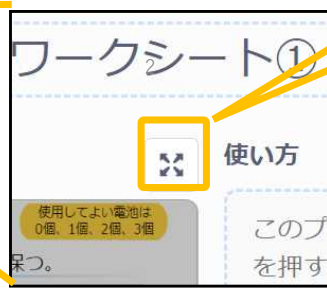 ワークシート①
使い方
使用してよい電池は
0個、1個、2個、3個
保つ。
このプ
を押す